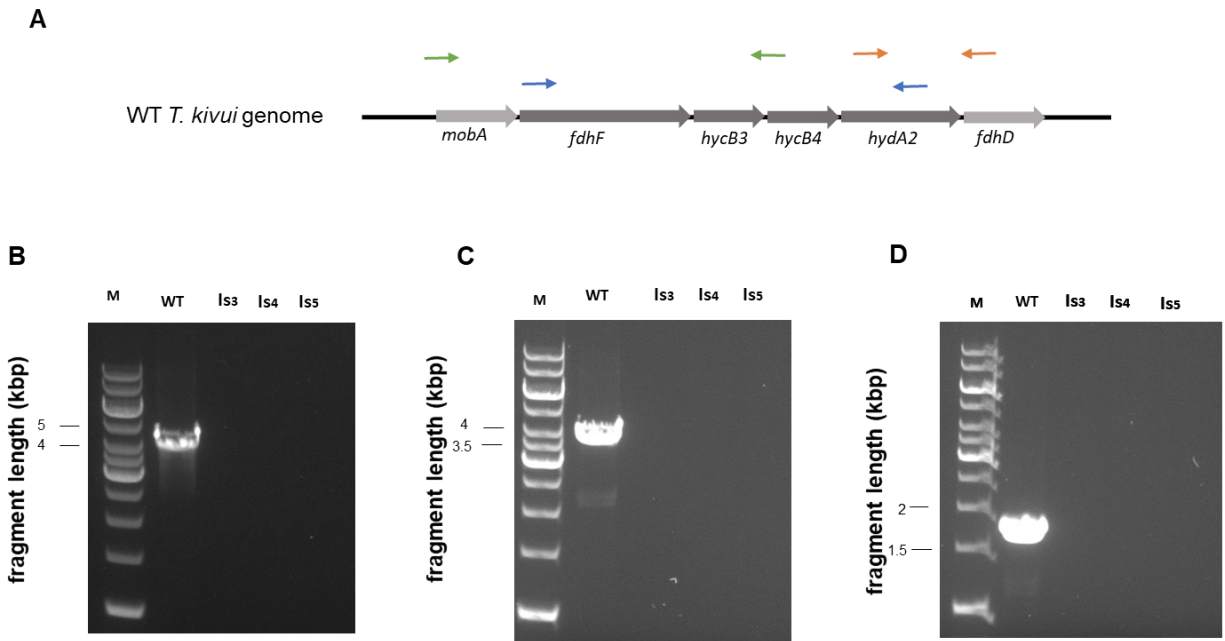 A
WT T. kivui genome
mobA
fdhF
hycB3
hycB4
hydA2
fdhD
B
M
WT
Is3
Is4
Is5
fragment length (kbp)
5
4
C
M
WT
Is3
Is4
Is5
fragment length (kbp)
4
3.5
D
M
WT
Is3
Is4
Is5
fragment length (kbp)
2
1.5